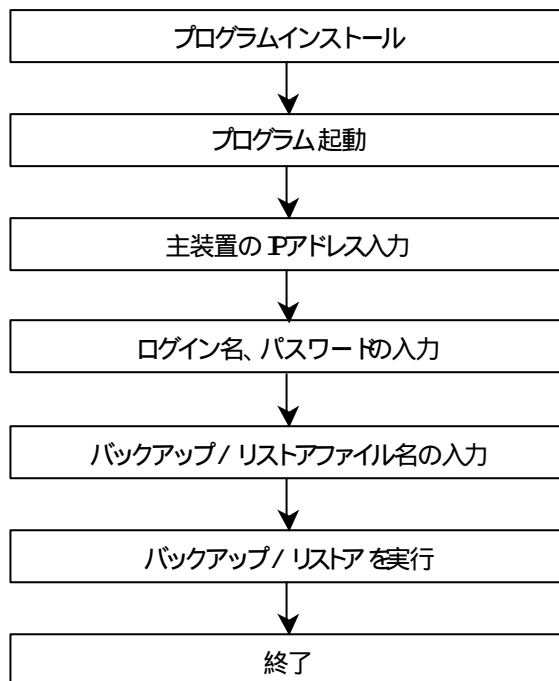 プログラムインストール
プログラム起動
主装置のIPアドレス入力
ログイン名、パスワードの入力
バックアップ/リストアファイル名の入力
バックアップ/リストアを実行
終了